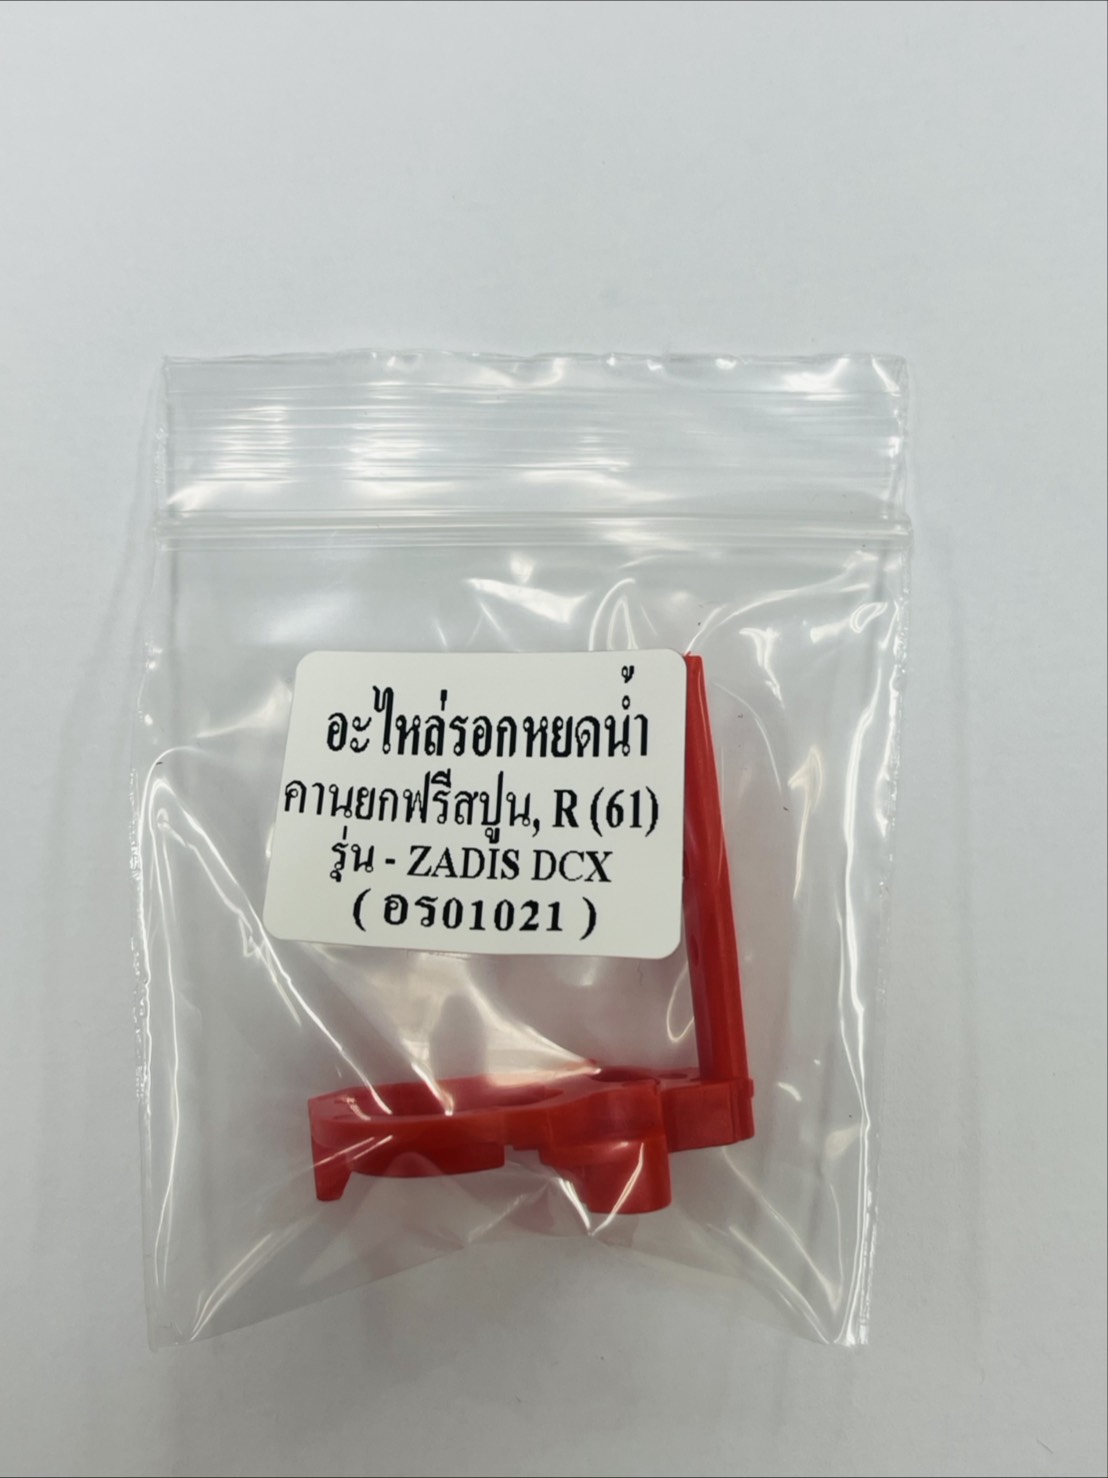 อะไหล่รอกหยดน้ำ
คานยกฟรีสปูน, R (61)
รุ่น - ZADIS DCX
( อร01021 )